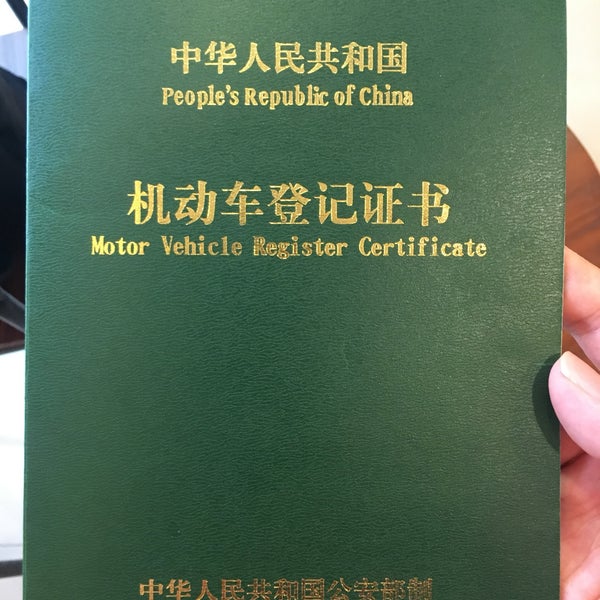 中华人民共和国
People's Republic of China
机动车登记证书
Motor Vehicle Register Certificate
中华人民共和国公安部制